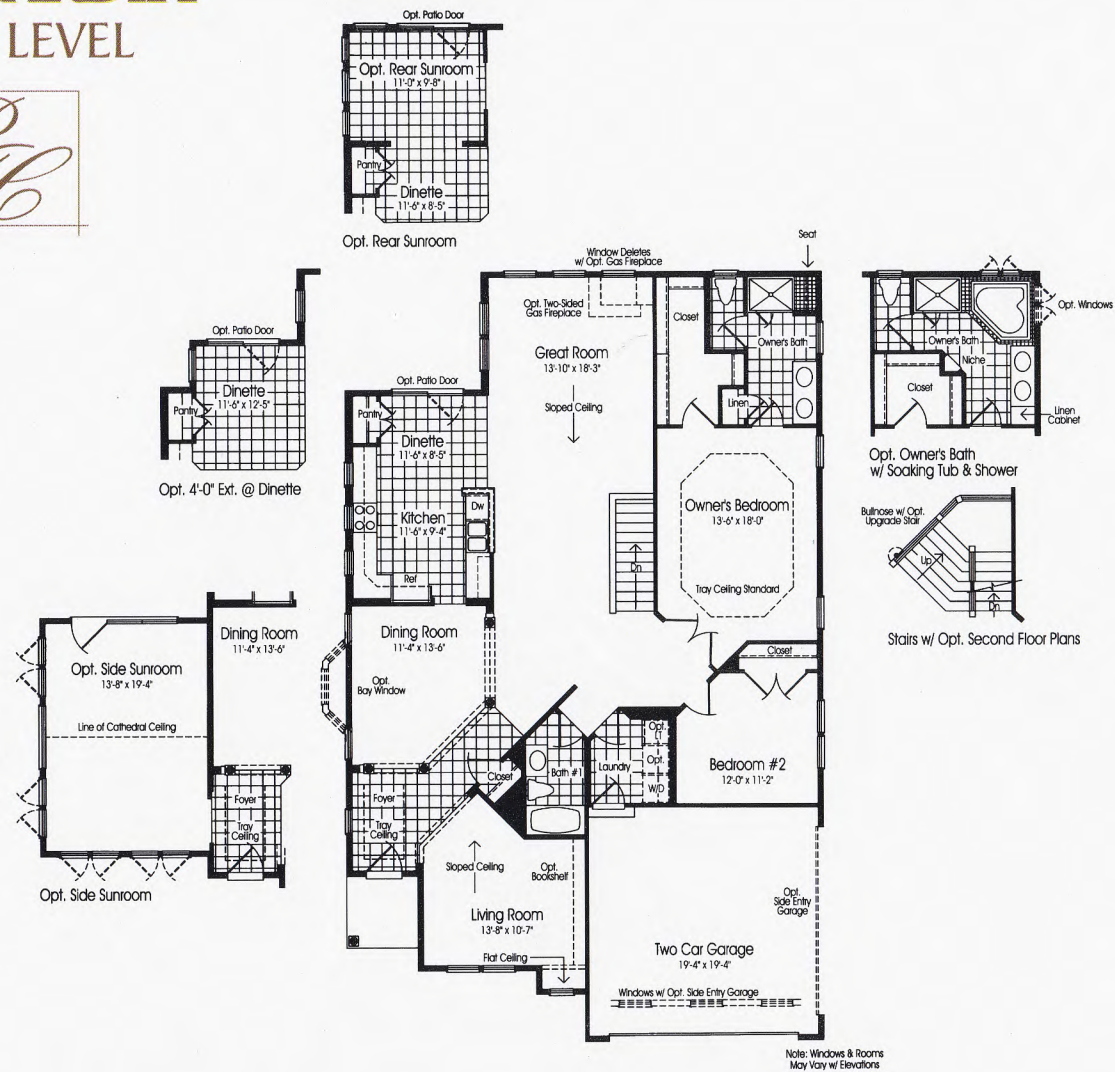 LEVEL
Opt. Patio Door
Opt. Rear Sunroom
11'-0" x 9'-8"
Pantry
Dinette
11'-6" x 8'-5"
Opt. Rear Sunroom
Opt. Patio Door
Dinette
11'-6" x 12'-5"
Pantry
Opt. 4'-0" Ext. @ Dinette
Window Deletes
w/ Opt. Gas Fireplace
Seat
Opt. Two-Sided
Gas Fireplace
Closet
Owner's Bath
Great Room
13'-10" x 18'-3"
Sloped Ceiling
Linen
Opt. Patio Door
Pantry
Dinette
11'-6" x 8'-5"
Kitchen
11'-6" x 9'-4"
Dw
Ref
Dn
Owner's Bedroom
13'-6" x 18'-0"
Tray Ceiling Standard
Opt. Windows
Owner's Bath
Niche
Closet
Linen
Cabinet
Opt. Owner's Bath
w/ Soaking Tub & Shower
Bullnose w/ Opt.
Upgrade Stair
Up
Dn
Stairs w/ Opt. Second Floor Plans
Dining Room
11'-4" x 13'-6"
Opt. Side Sunroom
13'-8" x 19'-4"
Line of Cathedral Ceiling
Foyer
Tray
Ceiling
Opt. Side Sunroom
Dining Room
11'-4" x 13'-6"
Opt.
Bay Window
Closet
Closet
Bath #1
Laundry
Opt.
LT
Opt.
W/D
Bedroom #2
12'-0" x 11'-2"
Foyer
Tray
Ceiling
Sloped Ceiling
Opt.
Bookshelf
Living Room
13'-8" x 10'-7"
Flat Ceiling
Opt.
Side Entry
Garage
Two Car Garage
19'-4" x 19'-4"
Windows w/ Opt. Side Entry Garage
Note: Windows & Rooms
May Vary w/ Elevations